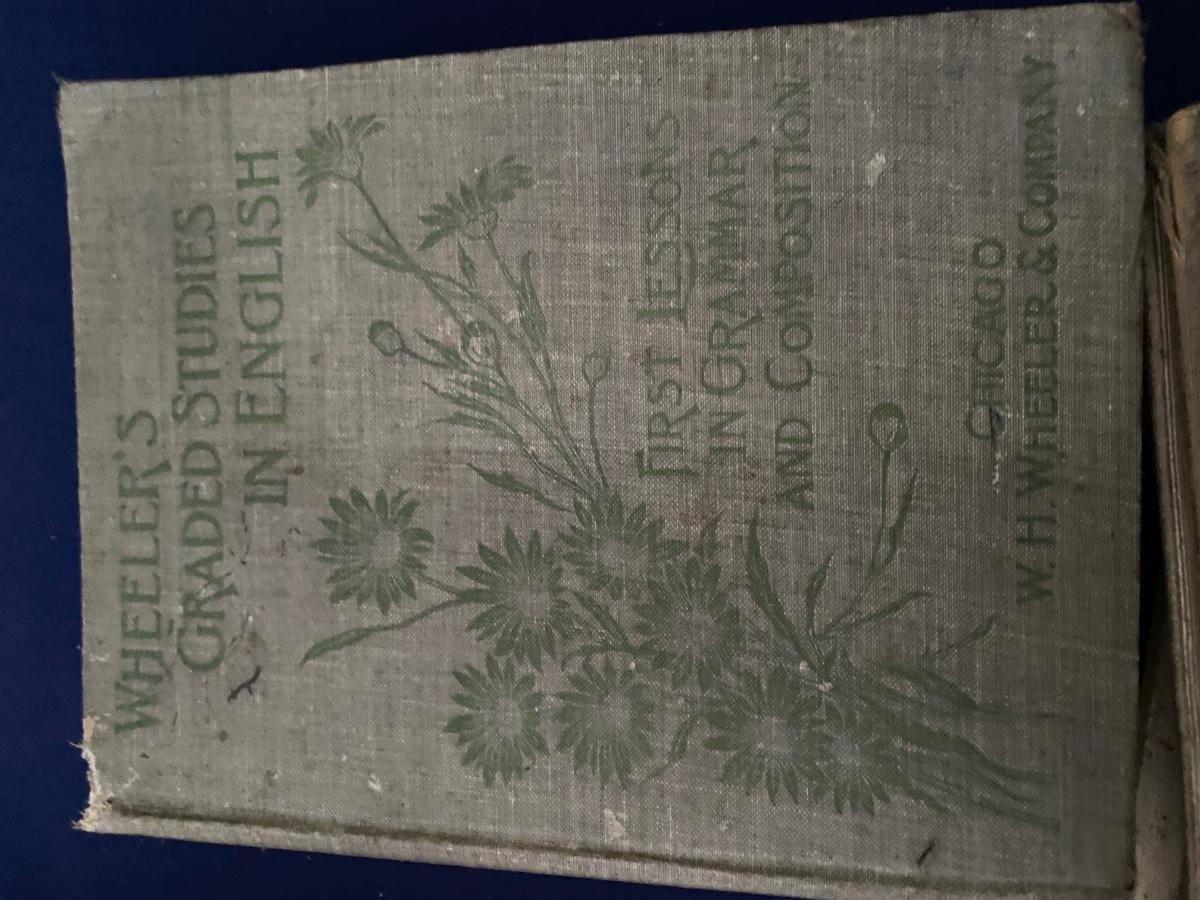 WHEELER'S
GRADED STUDIES
IN ENGLISH
FIRST LESSONS
IN GRAMMAR
AND COMPOSITION
CHICAGO
W. H. WHEELER & COMPANY